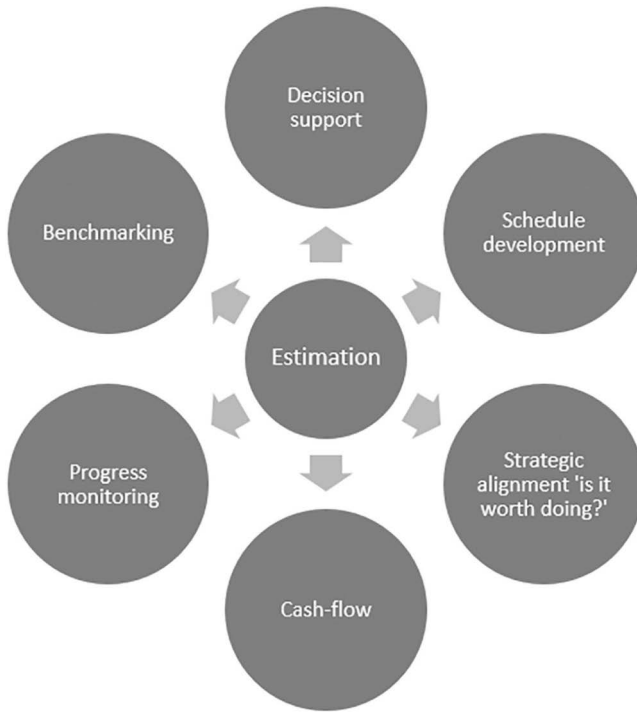 Decision
support
Benchmarking
Schedule
development
Estimation
Progress
monitoring
Strategic
alignment 'is it
worth doing?'
Cash-flow